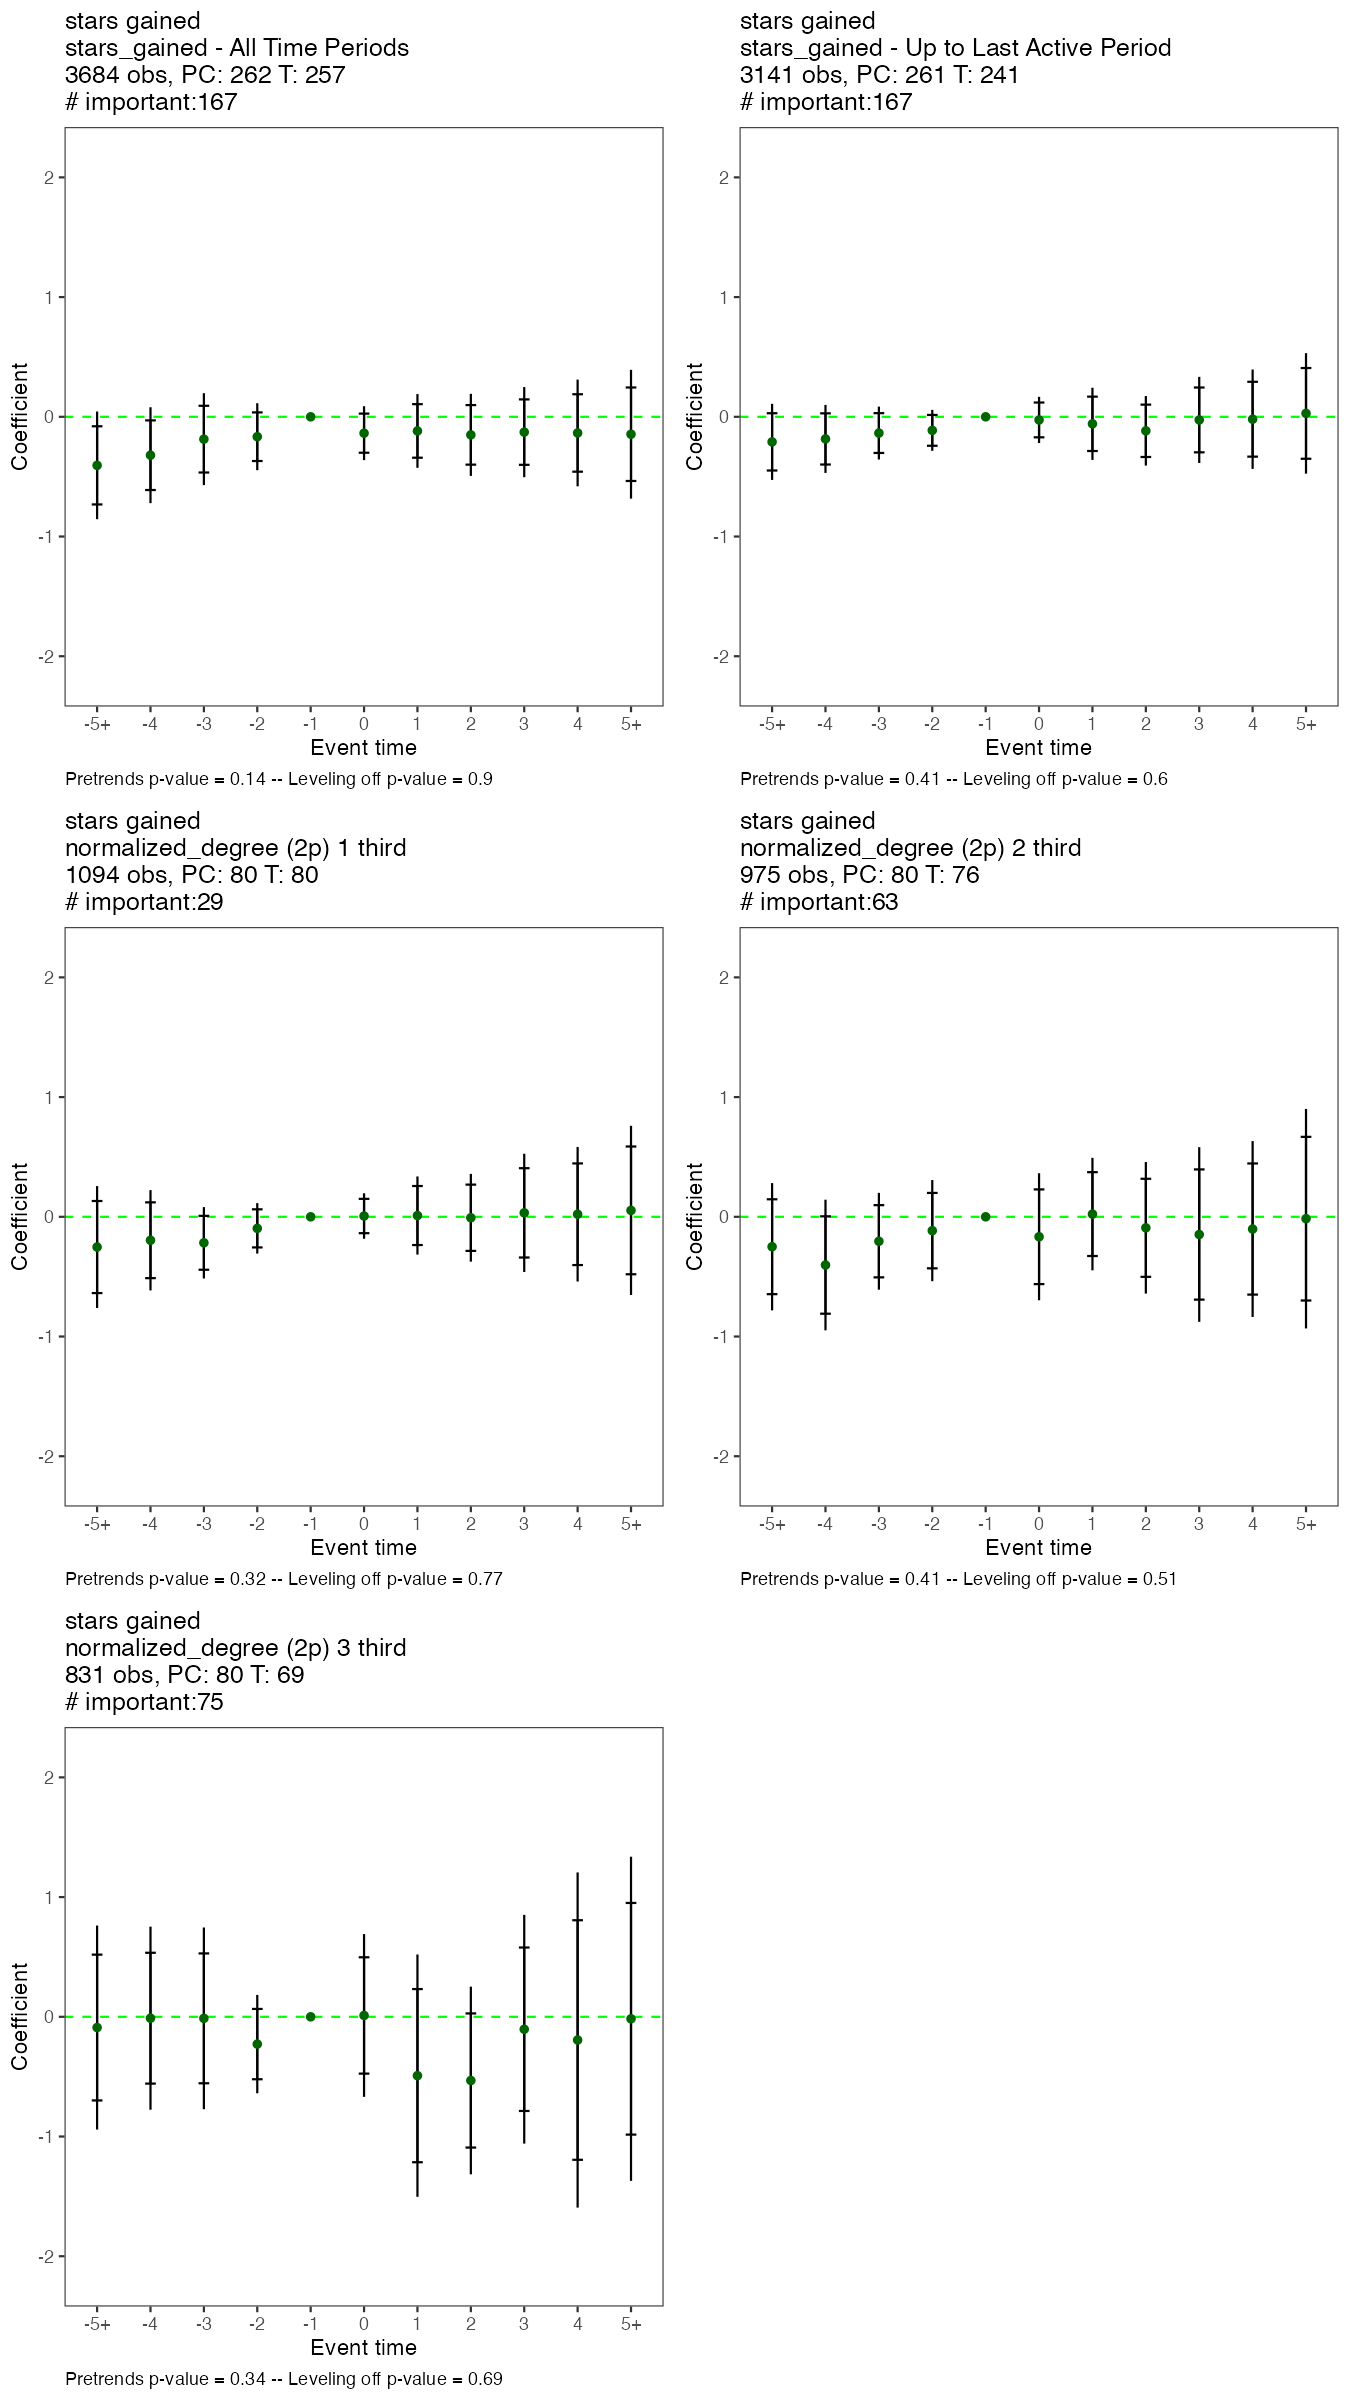 stars gained
stars_gained - All Time Periods
3684 obs, PC: 262 T: 257
# important:167
2
1
0
-1
-2
Coefficient
-5+ -4 -3 -2 -1 0 1 2 3 4 5+
Event time
Pretrends p-value = 0.14 -- Leveling off p-value = 0.9
stars gained
stars_gained - Up to Last Active Period
3141 obs, PC: 261 T: 241
# important:167
2
1
0
-1
-2
Coefficient
-5+ -4 -3 -2 -1 0 1 2 3 4 5+
Event time
Pretrends p-value = 0.41 -- Leveling off p-value = 0.6
stars gained
normalized_degree (2p) 1 third
1094 obs, PC: 80 T: 80
# important:29
2
1
0
-1
-2
Coefficient
-5+ -4 -3 -2 -1 0 1 2 3 4 5+
Event time
Pretrends p-value = 0.32 -- Leveling off p-value = 0.77
stars gained
normalized_degree (2p) 2 third
975 obs, PC: 80 T: 76
# important:63
2
1
0
-1
-2
Coefficient
-5+ -4 -3 -2 -1 0 1 2 3 4 5+
Event time
Pretrends p-value = 0.41 -- Leveling off p-value = 0.51
stars gained
normalized_degree (2p) 3 third
831 obs, PC: 80 T: 69
# important:75
2
1
0
-1
-2
Coefficient
-5+ -4 -3 -2 -1 0 1 2 3 4 5+
Event time
Pretrends p-value = 0.34 -- Leveling off p-value = 0.69